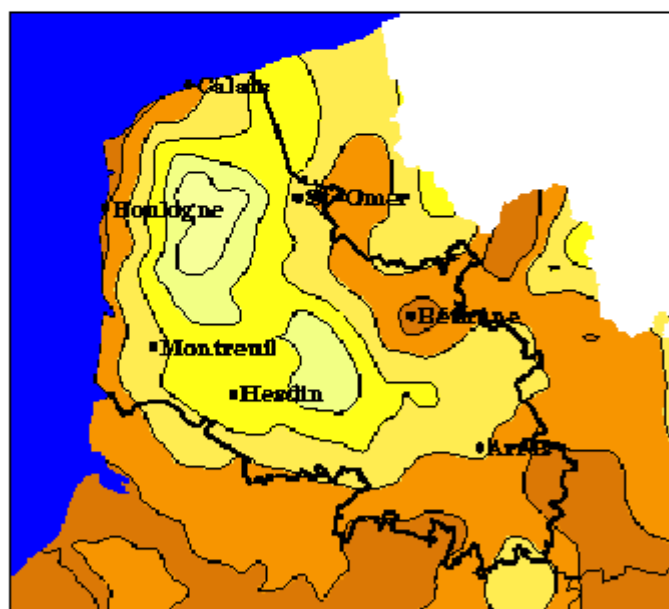 Calais
St Omer
Boulogne
Béthune
Montreuil
Hesdin
Arras